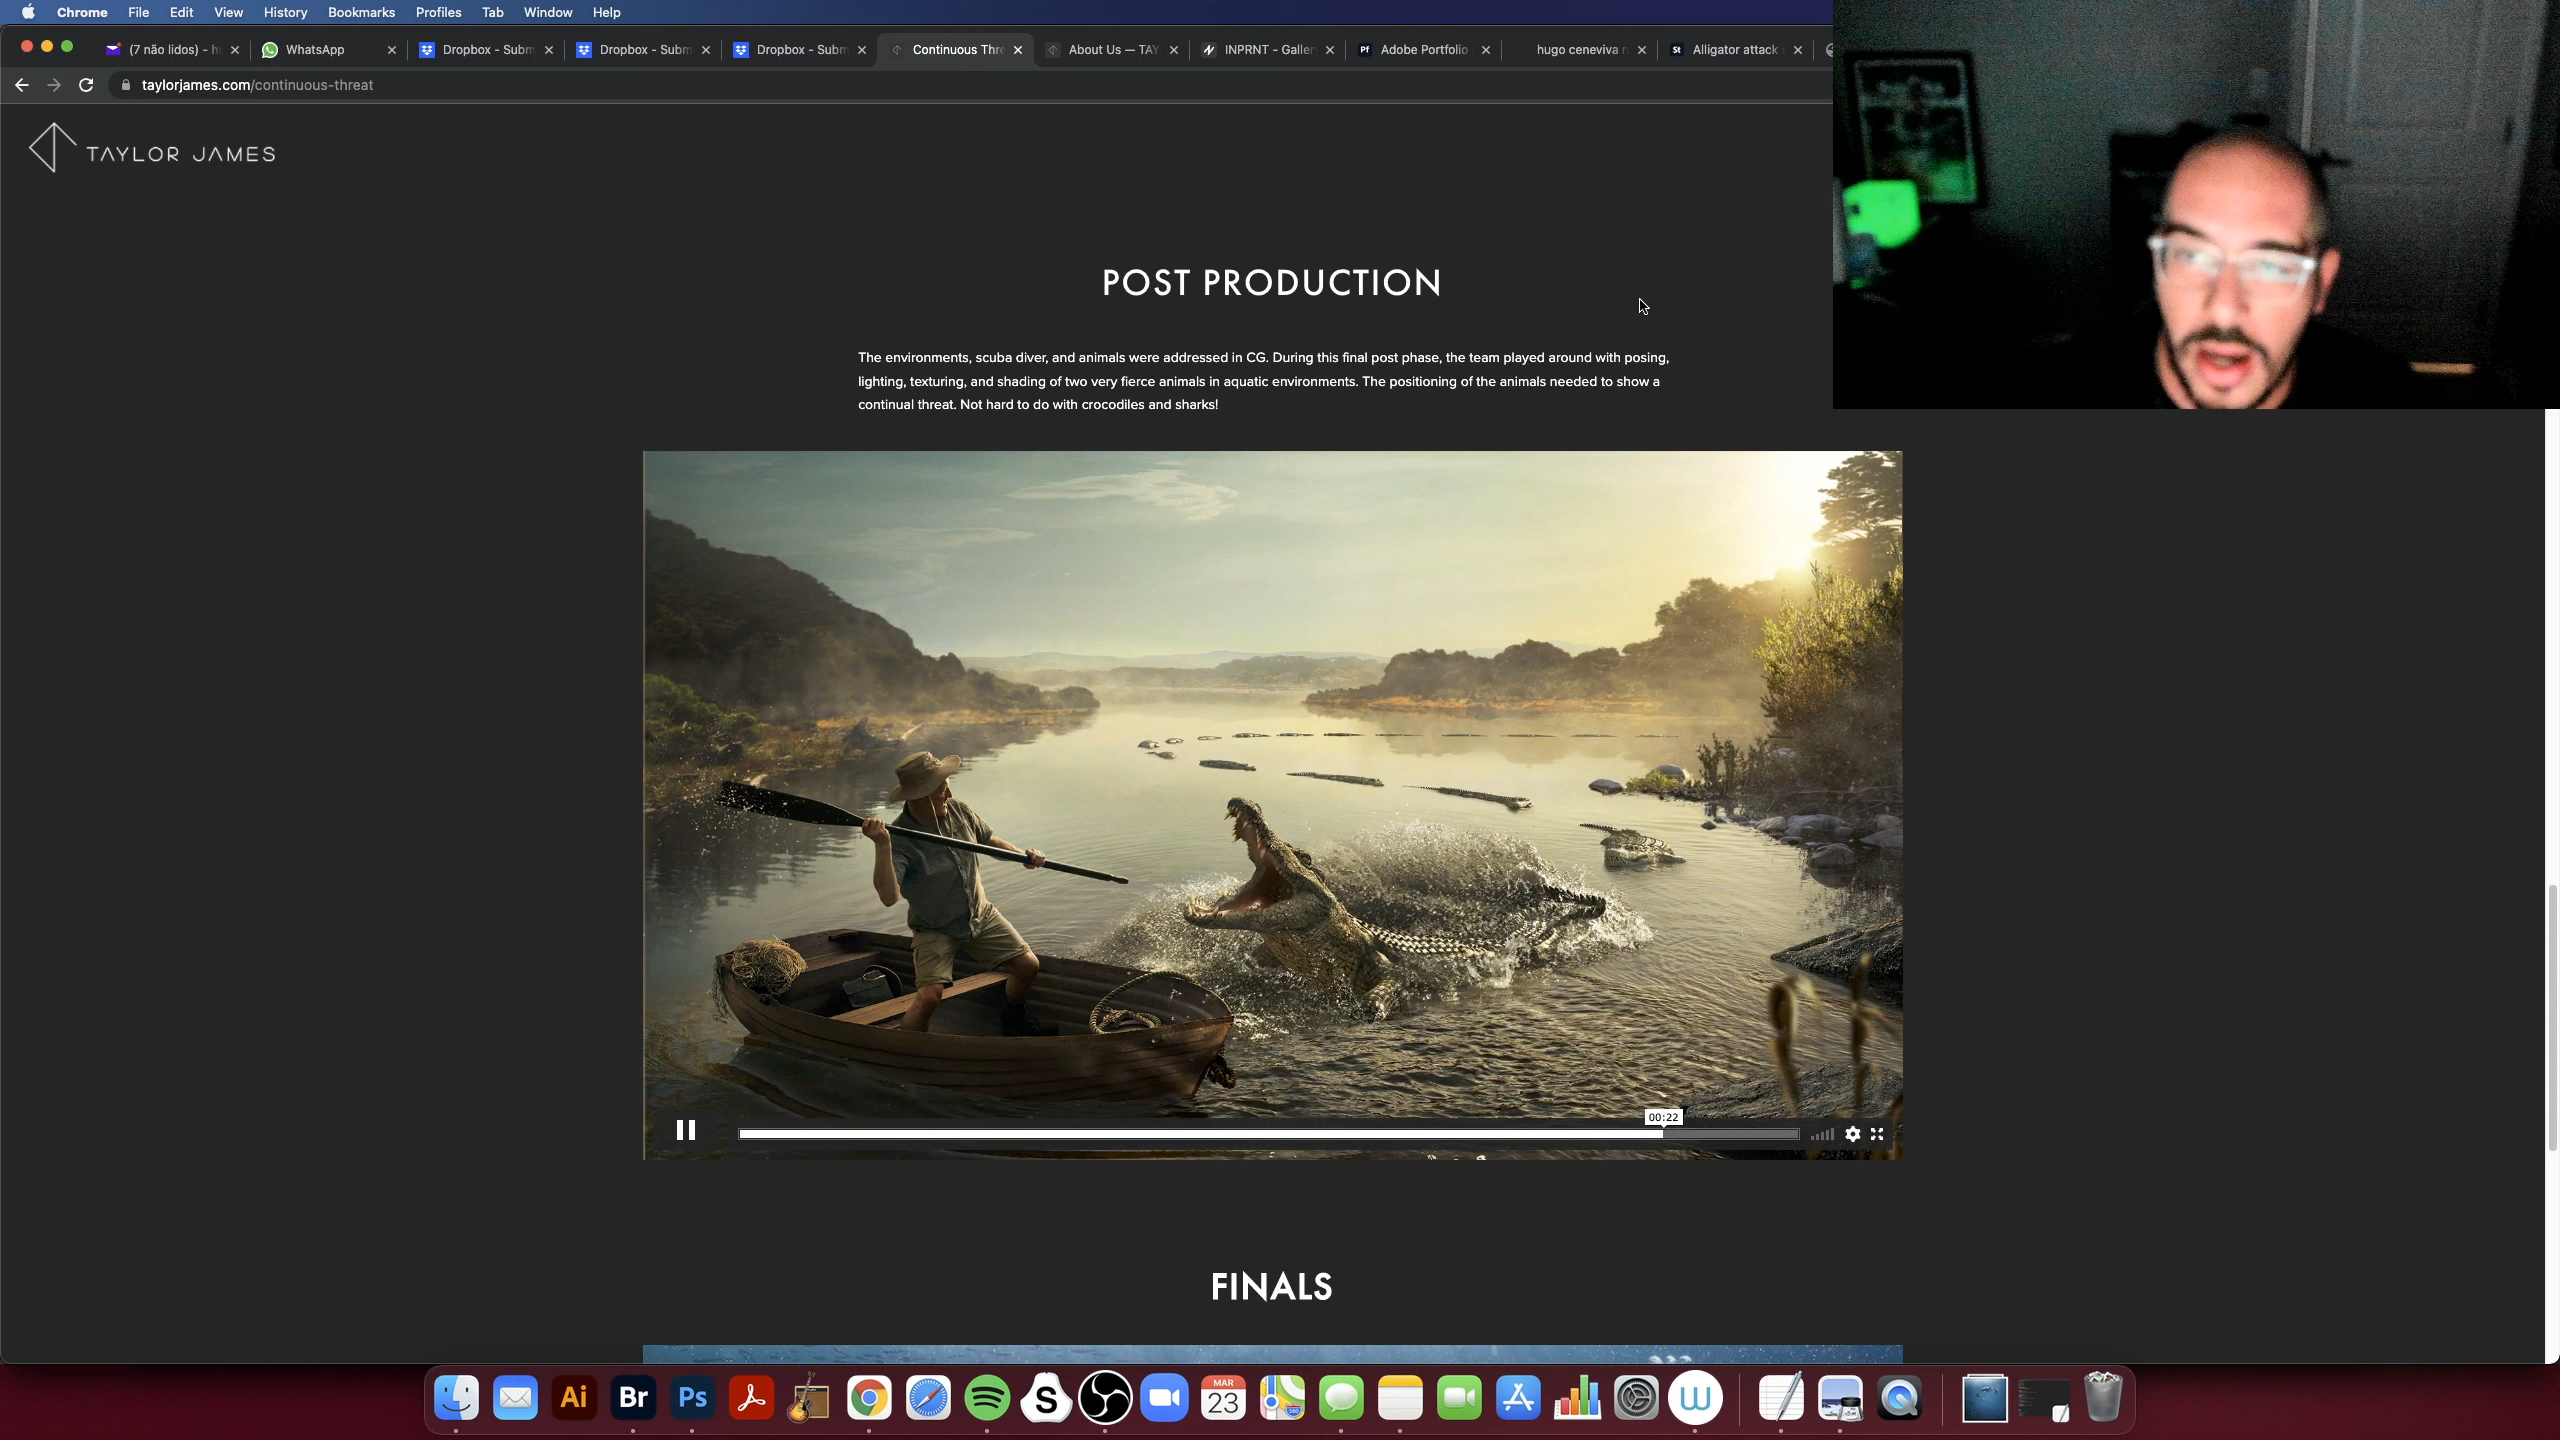 Chrome File Edit View History Bookmarks Profiles Tab Window Help
(7 não lidos) - h WhatsApp Dropbox - Subm Dropbox - Subm Dropbox - Subm Continuous Thre About Us — TAY INPRNT - Galler Adobe Portfolio hugo ceneviva r Alligator attack
taylorjames.com/continuous-threat
TAYLOR JAMES
POST PRODUCTION
The environments, scuba diver, and animals were addressed in CG. During this final post phase, the team played around with posing,
lighting, texturing, and shading of two very fierce animals in aquatic environments. The positioning of the animals needed to show a
continual threat. Not hard to do with crocodiles and sharks!
00:22
FINALS
Ai Br Ps S MAR 23 W